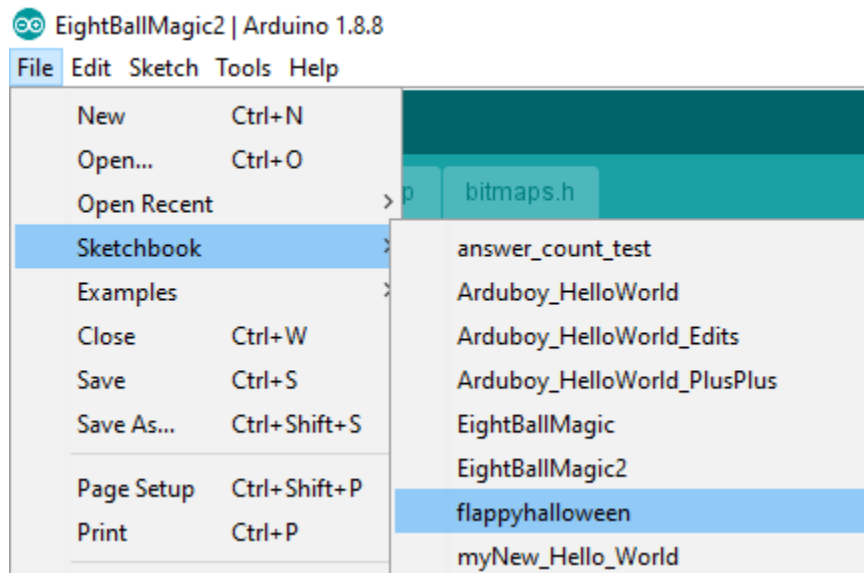 EightBallMagic2 | Arduino 1.8.8
File Edit Sketch Tools Help
New Ctrl+N
Open... Ctrl+O
Open Recent
p bitmaps.h
Sketchbook
Examples
Close Ctrl+W
Save Ctrl+S
Save As... Ctrl+Shift+S
Page Setup Ctrl+Shift+P
Print Ctrl+P
answer_count_test
Arduboy_HelloWorld
Arduboy_HelloWorld_Edits
Arduboy_HelloWorld_PlusPlus
EightBallMagic
EightBallMagic2
flappyhalloween
myNew_Hello_World